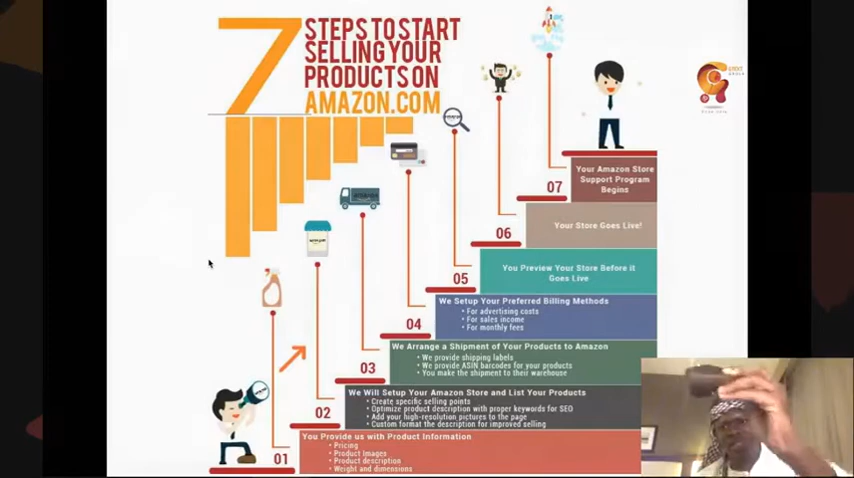 7
STEPS TO START
SELLING YOUR
PRODUCTS ON
AMAZON.COM
07
Your Amazon Store
Support Program
Begins
06
Your Store Goes Live!
05
You Preview Your Store Before it
Goes Live
04
We Setup Your Preferred Billing Methods
• For advertising costs
• For sales income
• For monthly fees
03
We Arrange a Shipment of Your Products to Amazon
• We provide shipping labels
• We provide ASIN barcodes for your products
• You make the shipment to their warehouse
02
We Will Setup Your Amazon Store and List Your Products
• Create specific selling points
• Optimize product description with proper keywords for SEO
• Add your high-resolution pictures to the page
• Custom format the description for improved selling
01
You Provide us with Product Information
• Pricing
• Product Images
• Product description
• Weight and dimensions